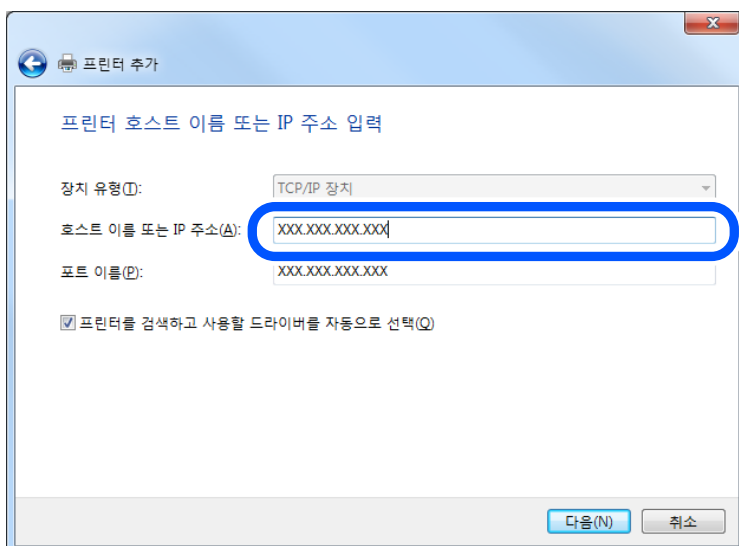 프린터 추가
프린터 호스트 이름 또는 IP 주소 입력
장치 유형(T): TCP/IP 장치
호스트 이름 또는 IP 주소(A): XXX.XXX.XXX.XXX
포트 이름(P): XXX.XXX.XXX.XXX
프린터를 검색하고 사용할 드라이버를 자동으로 선택(Q)
다음(N) 취소